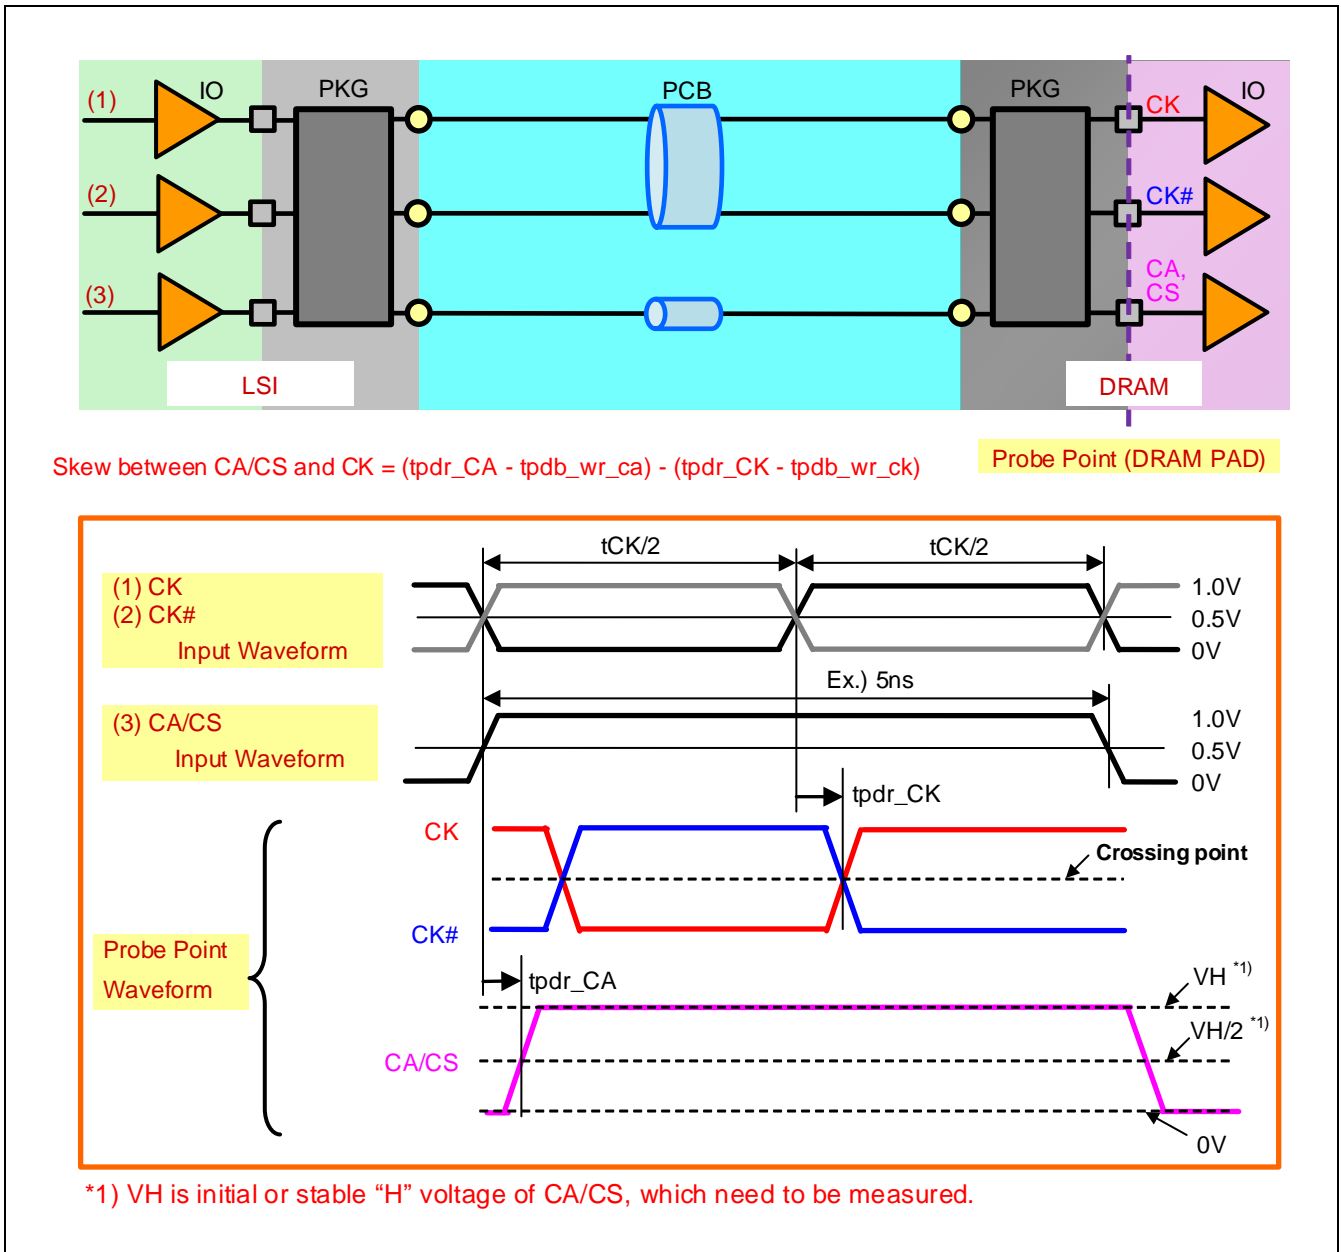 IO
PKG
PCB
PKG
IO
(1)
CK
(2)
CK#
(3)
CA,
CS
LSI
DRAM
Skew between CA/CS and CK = (tpdr_CA - tpdb_wr_ca) - (tpdr_CK - tpdb_wr_ck)
Probe Point (DRAM PAD)
tCK/2
tCK/2
(1) CK
(2) CK#
Input Waveform
1.0V
0.5V
0V
Ex.) 5ns
(3) CA/CS
Input Waveform
1.0V
0.5V
0V
tpdr_CK
CK
Crossing point
CK#
Probe Point
Waveform
tpdr_CA
VH *1)
VH/2 *1)
CA/CS
0V
*1) VH is initial or stable “H” voltage of CA/CS, which need to be measured.